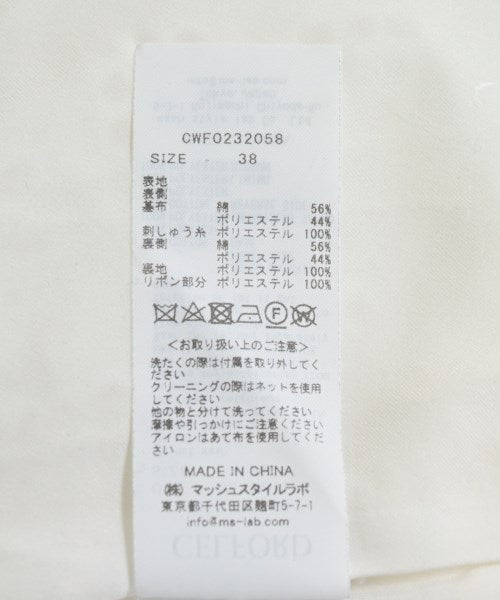 CWFO232058
SIZE 38
表地
表側
基布 綿 56%
ポリエステル 44%
刺しゅう糸 ポリエステル 100%
裏側 綿 56%
ポリエステル 44%
裏地 ポリエステル 100%
リボン部分 ポリエステル 100%
<お取り扱い上のご注意>
洗たくの際は付属を取り外してくだ
さい
クリーニングの際はネットを使用
してください
他の物と分けて洗ってください
摩擦や引っかけにご注意ください
アイロンはあて布を使用してくだ
さい
MADE IN CHINA
(株) マッシュスタイルラボ
東京都千代田区麹町5-7-1
info@ms-lab.com